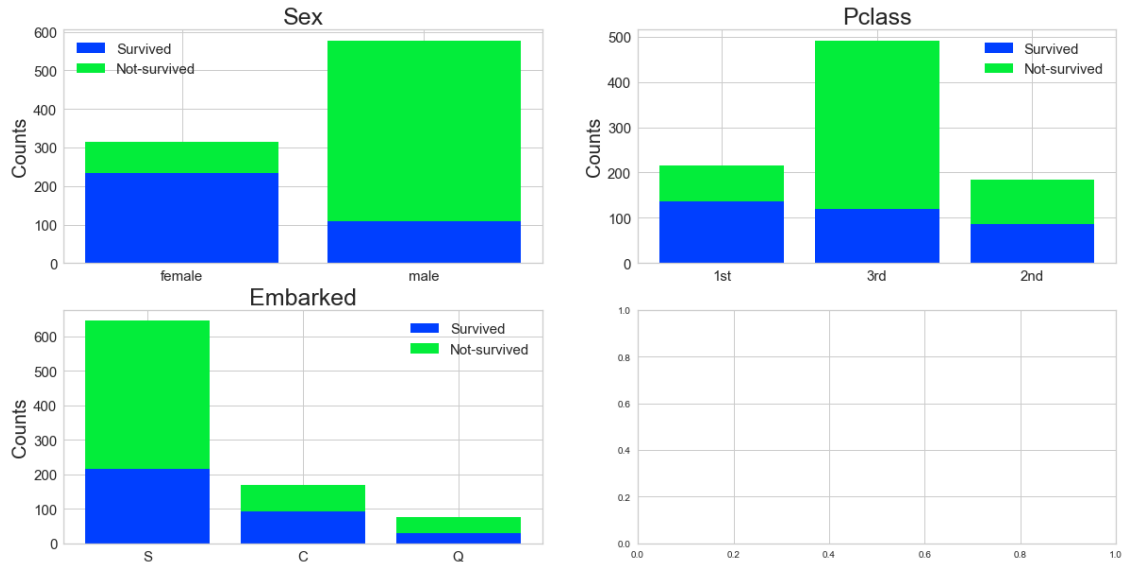 Sex
600
500
400
300
200
100
0
Counts
Survived
Not-survived
female male
Pclass
500
400
300
200
100
0
Counts
Survived
Not-survived
1st 3rd 2nd
Embarked
600
500
400
300
200
100
0
Counts
Survived
Not-survived
S C Q
1.0
0.8
0.6
0.4
0.2
0.0
0.0 0.2 0.4 0.6 0.8 1.0